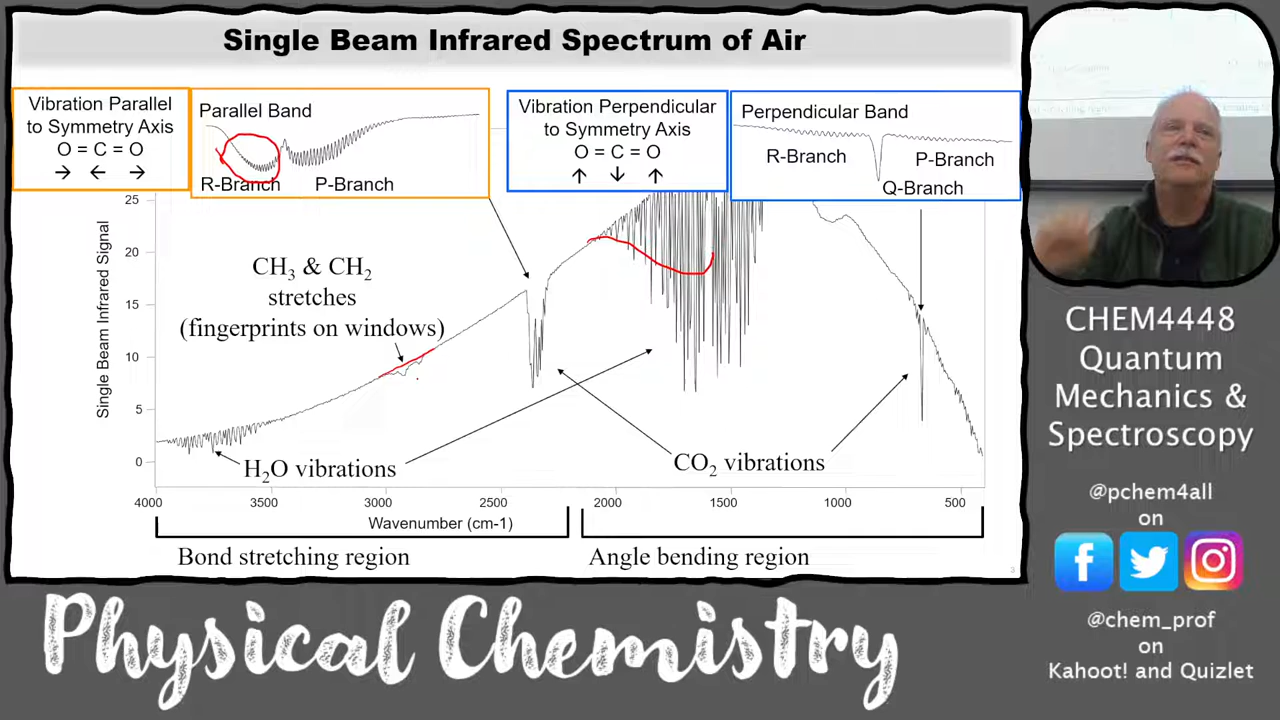 Single Beam Infrared Spectrum of Air
Vibration Parallel
to Symmetry Axis
O = C = O
→ ← →
Parallel Band
R-Branch P-Branch
Vibration Perpendicular
to Symmetry Axis
O = C = O
↑ ↓ ↑
Perpendicular Band
R-Branch
P-Branch
Q-Branch
Single Beam Infrared Signal
25
20
15
10
5
0
CH₃ & CH₂
stretches
(fingerprints on windows)
H₂O vibrations
CO₂ vibrations
4000 3500 3000 2500 2000 1500 1000 500
Wavenumber (cm-1)
Bond stretching region
Angle bending region
3
CHEM4448
Quantum
Mechanics &
Spectroscopy
@pchem4all
on
@chem_prof
on
Kahoot! and Quizlet
Physical Chemistry